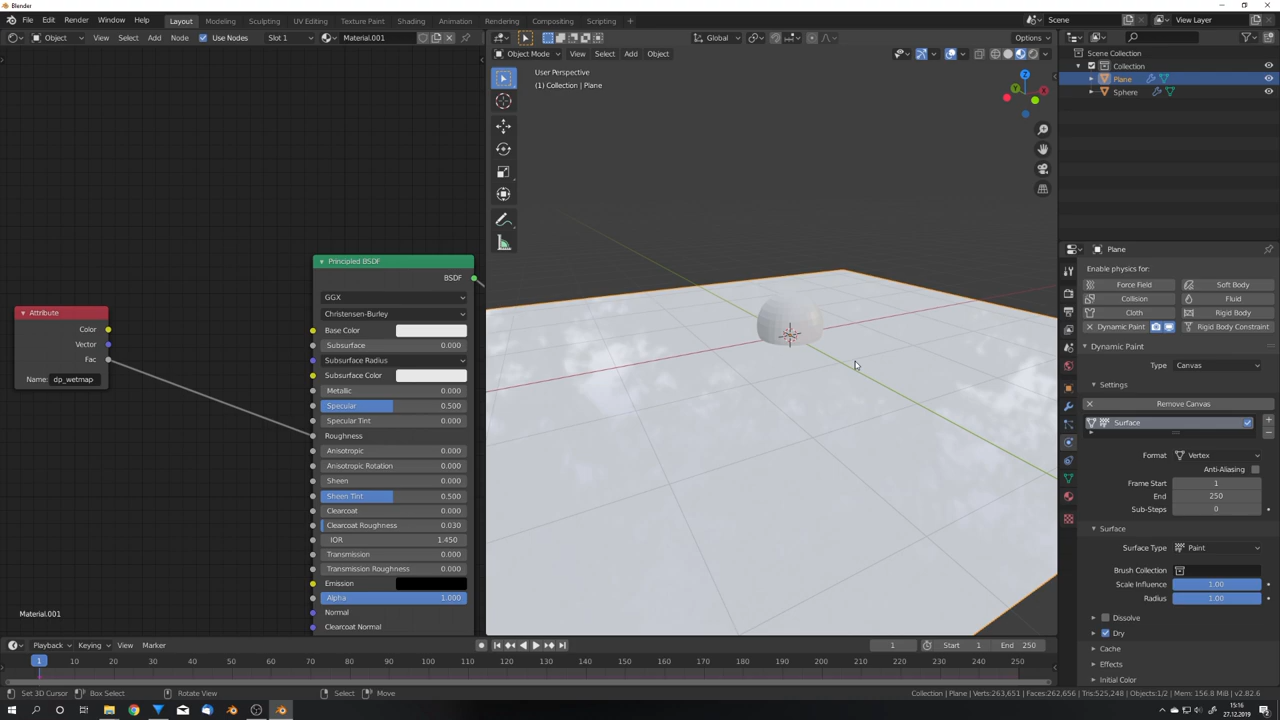 Blender
File Edit Render Window Help Layout Modeling Sculpting UV Editing Texture Paint Shading Animation Rendering Compositing Scripting + Scene View Layer
Object View Select Add Node Use Nodes Slot 1 Material.001 Global Options
Object Mode View Select Add Object
User Perspective
(1) Collection | Plane
Z
Y
X
Scene Collection
Collection
Plane
Sphere
Attribute
Color
Vector
Fac
Name: dp_wetmap
Principled BSDF
BSDF
GGX
Christensen-Burley
Base Color
Subsurface 0.000
Subsurface Radius
Subsurface Color
Metallic 0.000
Specular 0.500
Specular Tint 0.000
Roughness
Anisotropic 0.000
Anisotropic Rotation 0.000
Sheen 0.000
Sheen Tint 0.500
Clearcoat 0.000
Clearcoat Roughness 0.030
IOR 1.450
Transmission 0.000
Transmission Roughness 0.000
Emission
Alpha 1.000
Normal
Clearcoat Normal
Material.001
Plane
Enable physics for:
Force Field Soft Body
Collision Fluid
Cloth Rigid Body
Dynamic Paint Rigid Body Constraint
Dynamic Paint
Type Canvas
Settings
Remove Canvas
Surface
Format Vertex
Anti-Aliasing
Frame Start 1
End 250
Sub-Steps 0
Surface
Surface Type Paint
Brush Collection
Scale Influence 1.00
Radius 1.00
Dissolve
Dry
Cache
Effects
Initial Color
Playback Keying View Marker 1 Start 1 End 250
1 10 20 30 40 50 60 70 80 90 100 110 120 130 140 150 160 170 180 190 200 210 220 230 240 250
Set 3D Cursor Box Select Rotate View Select Move Collection | Plane | Verts:263,651 | Faces:262,656 | Tris:525,248 | Objects:1/2 | Mem: 156.8 MiB | v2.82.6
15:16
27.12.2019